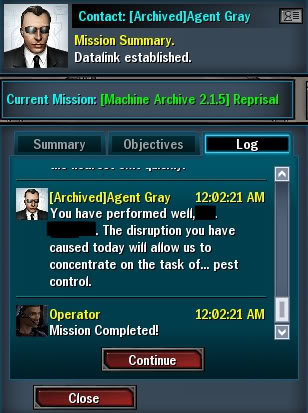 Contact: [Archived]Agent Gray
Mission Summary.
Datalink established.
Current Mission: [Machine Archive 2.1.5] Reprisal
Summary
Objectives
Log
[Archived]Agent Gray 12:02:21 AM
You have performed well, .
. The disruption you have
caused today will allow us to
concentrate on the task of... pest
control.
Operator 12:02:21 AM
Mission Completed!
Continue
Close